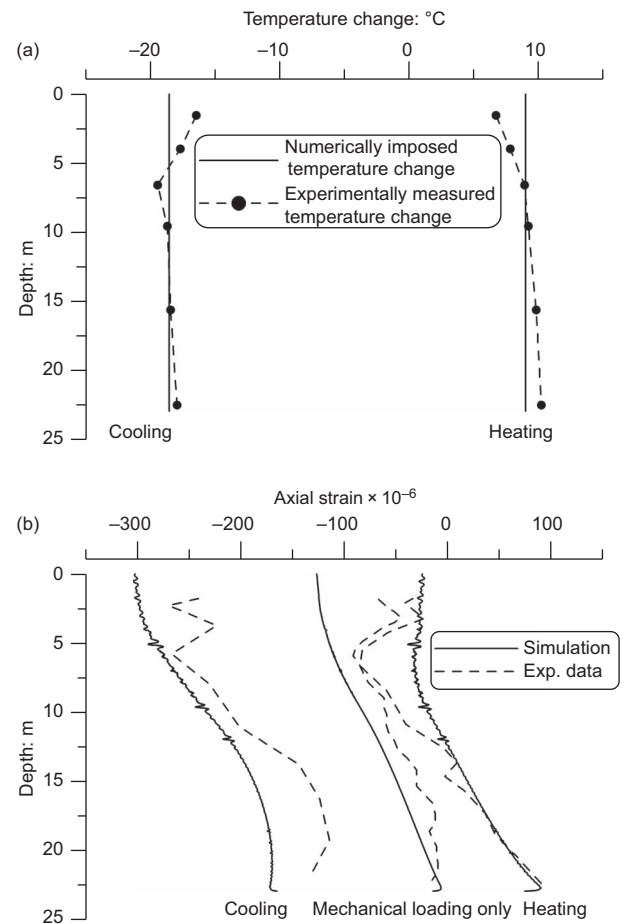 Temperature change: °C
(a)
–20 –10 0 10
0
5
10
15
20
25
Depth: m
Numerically imposed
temperature change
Experimentally measured
temperature change
Cooling Heating
Axial strain × 10–6
(b)
–300 –200 –100 0 100
0
5
10
15
20
25
Depth: m
Simulation
Exp. data
Cooling Mechanical loading only Heating